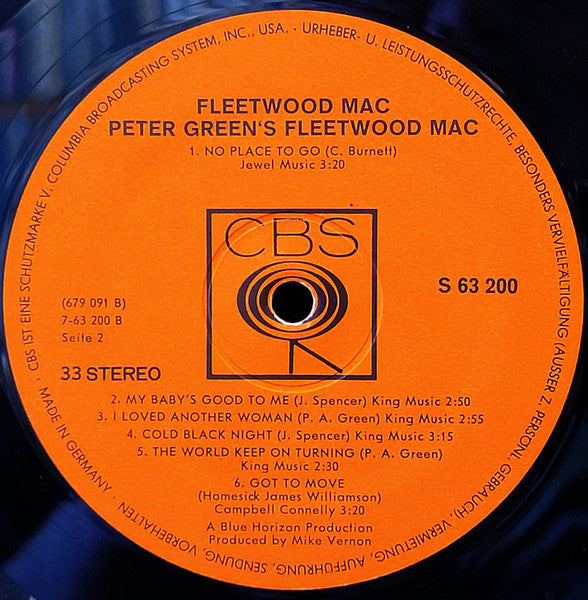 CBS IST EINE SCHUTZMARKE V. COLUMBIA BROADCASTING SYSTEM, INC., USA. · URHEBER- U. LEISTUNGSSCHUTZRECHTE, BESONDERS VERVIELFÄLTIGUNG (AUSSER Z. PERSÖNL. GEBRAUCH), VERMIETUNG, AUFFÜHRUNG, SENDUNG, VORBEHALTEN · MADE IN GERMANY ·
FLEETWOOD MAC
PETER GREEN'S FLEETWOOD MAC
1. NO PLACE TO GO (C. Burnett)
Jewel Music 3:20
CBS
S 63 200
(679 091 B)
7-63 200 B
Seite 2
33 STEREO
2. MY BABY'S GOOD TO ME (J. Spencer) King Music 2:50
3. I LOVED ANOTHER WOMAN (P. A. Green) King Music 2:55
4. COLD BLACK NIGHT (J. Spencer) King Music 3:15
5. THE WORLD KEEP ON TURNING (P. A. Green)
King Music 2:30
6. GOT TO MOVE
(Homesick James Williamson)
Campbell Connelly 3:20
A Blue Horizon Production
Produced by Mike Vernon